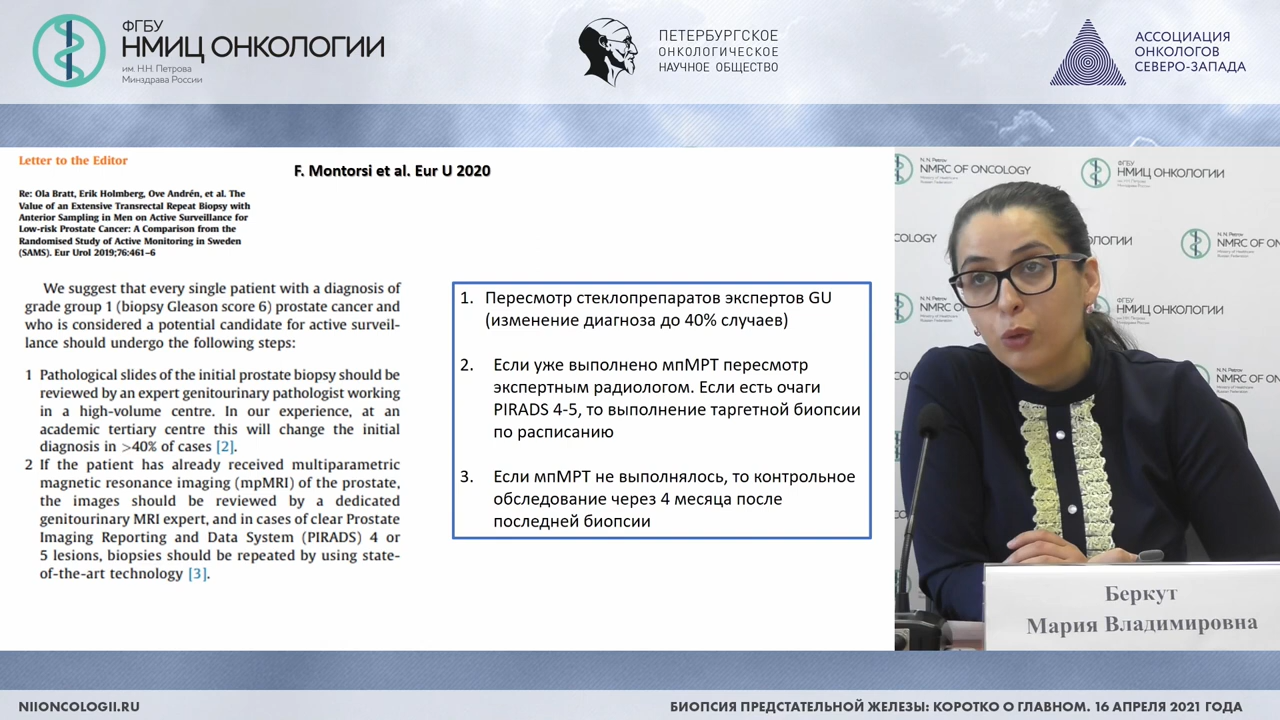 ФГБУ
НМИЦ ОНКОЛОГИИ
им. Н.Н. Петрова
Минздрава России
ПЕТЕРБУРГСКОЕ
ОНКОЛОГИЧЕСКОЕ
НАУЧНОЕ ОБЩЕСТВО
АССОЦИАЦИЯ
ОНКОЛОГОВ
СЕВЕРО-ЗАПАДА
Letter to the Editor
F. Montorsi et al. Eur U 2020
Re: Ola Bratt, Erik Holmberg, Ove Andrén, et al. The
Value of an Extensive Transrectal Repeat Biopsy with
Anterior Sampling in Men on Active Surveillance for
Low-risk Prostate Cancer: A Comparison from the
Randomised Study of Active Monitoring in Sweden
(SAMS). Eur Urol 2019;76:461–6
We suggest that every single patient with a diagnosis of
grade group 1 (biopsy Gleason score 6) prostate cancer and
who is considered a potential candidate for active surveil-
lance should undergo the following steps:
1 Pathological slides of the initial prostate biopsy should be
reviewed by an expert genitourinary pathologist working
in a high-volume centre. In our experience, at an
academic tertiary centre this will change the initial
diagnosis in >40% of cases [2].
2 If the patient has already received multiparametric
magnetic resonance imaging (mpMRI) of the prostate,
the images should be reviewed by a dedicated
genitourinary MRI expert, and in cases of clear Prostate
Imaging Reporting and Data System (PIRADS) 4 or
5 lesions, biopsies should be repeated by using state-
of-the-art technology [3].
1. Пересмотр стеклопрепаратов экспертов GU
(изменение диагноза до 40% случаев)
2. Если уже выполнено мпМРТ пересмотр
экспертным радиологом. Если есть очаги
PIRADS 4-5, то выполнение таргетной биопсии
по расписанию
3. Если мпМРТ не выполнялось, то контрольное
обследование через 4 месяца после
последней биопсии
N. N. Petrov
NMRC OF ONCOLOGY
ФГБУ
НМИЦ ОНКОЛОГИИ
NMRC OF ONCOL
НМИЦ ОНКОЛОГИИ
NMRC OF ON
Беркут
Мария Владимировна
NIIONCOLOGII.RU
БИОПСИЯ ПРЕДСТАТЕЛЬНОЙ ЖЕЛЕЗЫ: КОРОТКО О ГЛАВНОМ. 16 АПРЕЛЯ 2021 ГОДА